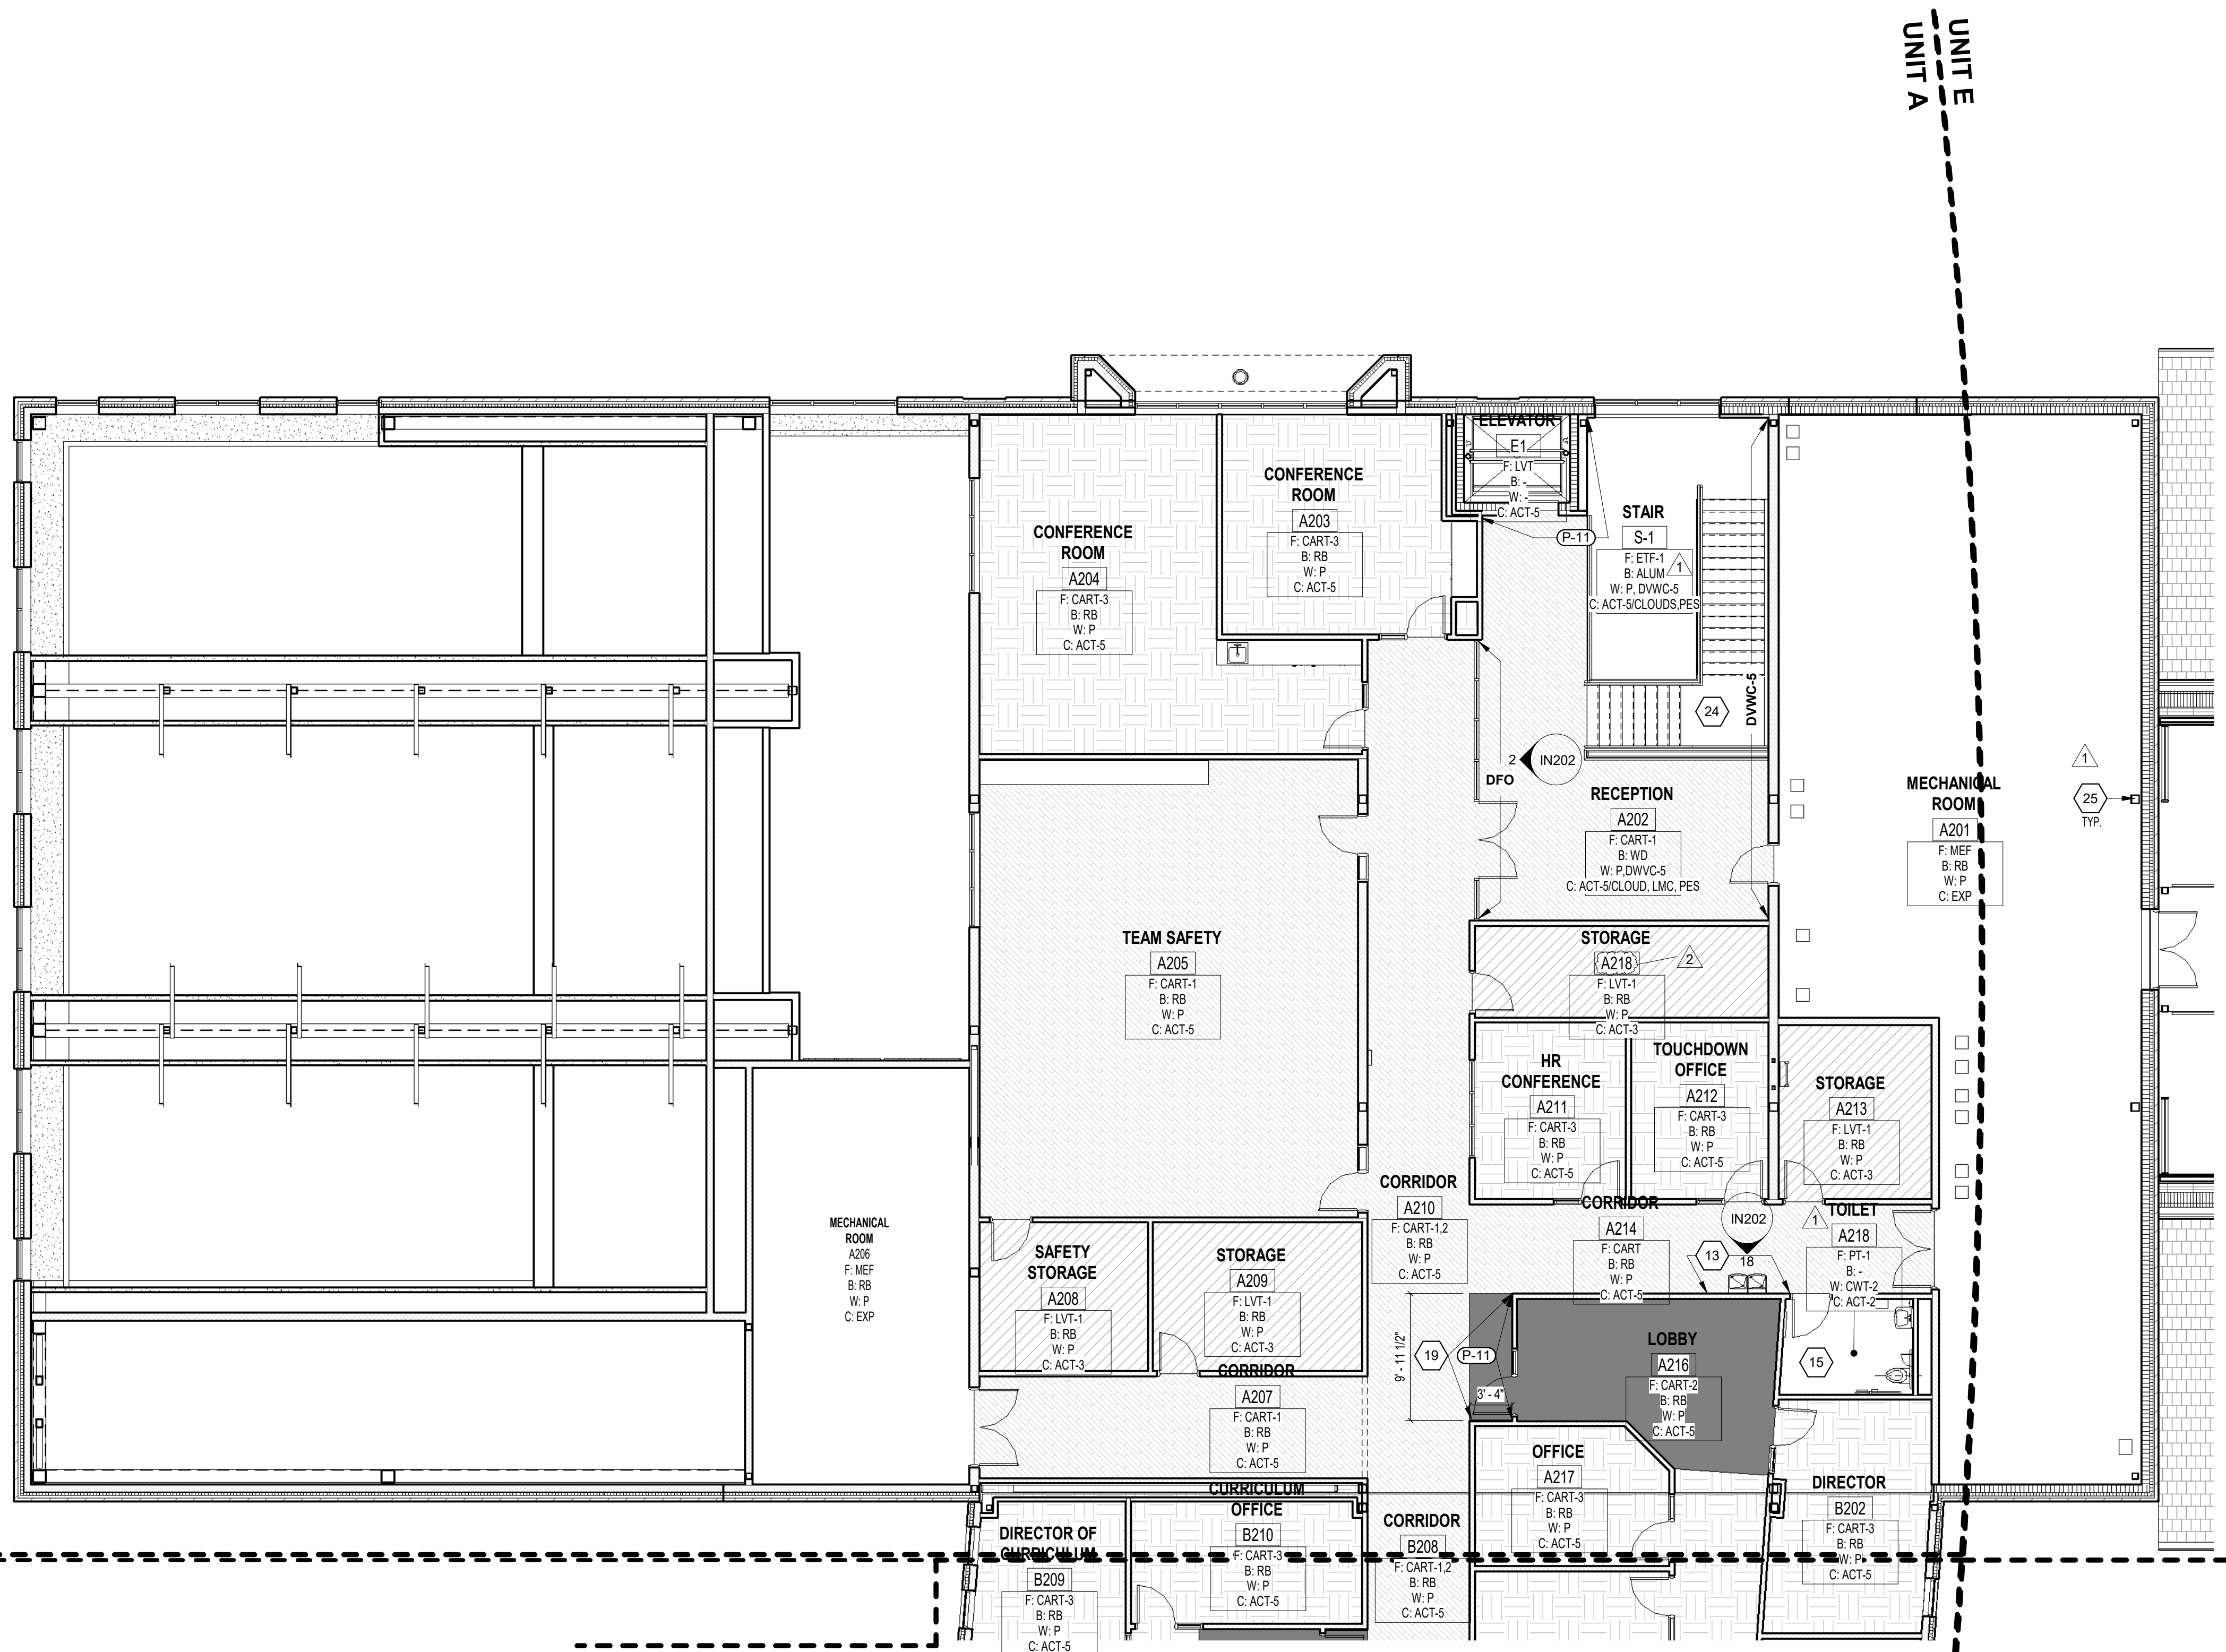 UNIT E
UNIT A
ELEVATOR
E1
F: LVT
B: -
W: -
C: ACT-5
CONFERENCE
ROOM
A203
F: CART-3
B: RB
W: P
C: ACT-5
STAIR
S-1
F: ETF-1
B: ALUM
W: P, DVWC-5
C: ACT-5/CLOUDS,PES
1
P-11
CONFERENCE
ROOM
A204
F: CART-3
B: RB
W: P
C: ACT-5
24
DVWC-5
2
IN202
DFO
RECEPTION
A202
F: CART-1
B: WD
W: P,DWVC-5
C: ACT-5/CLOUD, LMC, PES
MECHANICAL
ROOM
A201
F: MEF
B: RB
W: P
C: EXP
1
25
TYP.
TEAM SAFETY
A205
F: CART-1
B: RB
W: P
C: ACT-5
STORAGE
A218
2
F: LVT-1
B: RB
W: P
C: ACT-3
HR
CONFERENCE
A211
F: CART-3
B: RB
W: P
C: ACT-5
TOUCHDOWN
OFFICE
A212
F: CART-3
B: RB
W: P
C: ACT-5
STORAGE
A213
F: LVT-1
B: RB
W: P
C: ACT-3
CORRIDOR
A210
F: CART-1,2
B: RB
W: P
C: ACT-5
CORRIDOR
A214
F: CART
B: RB
W: P
C: ACT-5
IN202
18
13
1
TOILET
A218
F: PT-1
B: -
W: CWT-2
C: ACT-2
MECHANICAL
ROOM
A206
F: MEF
B: RB
W: P
C: EXP
SAFETY
STORAGE
A208
F: LVT-1
B: RB
W: P
C: ACT-3
STORAGE
A209
F: LVT-1
B: RB
W: P
C: ACT-3
9' - 11 1/2"
19
P-11
3' - 4"
LOBBY
A216
F: CART-2
B: RB
W: P
C: ACT-5
15
CORRIDOR
A207
F: CART-1
B: RB
W: P
C: ACT-5
OFFICE
A217
F: CART-3
B: RB
W: P
C: ACT-5
DIRECTOR
B202
F: CART-3
B: RB
W: P
C: ACT-5
CURRICULUM
OFFICE
B210
F: CART-3
B: RB
W: P
C: ACT-5
CORRIDOR
B208
F: CART-1,2
B: RB
W: P
C: ACT-5
DIRECTOR OF
CURRICULUM
B209
F: CART-3
B: RB
W: P
C: ACT-5